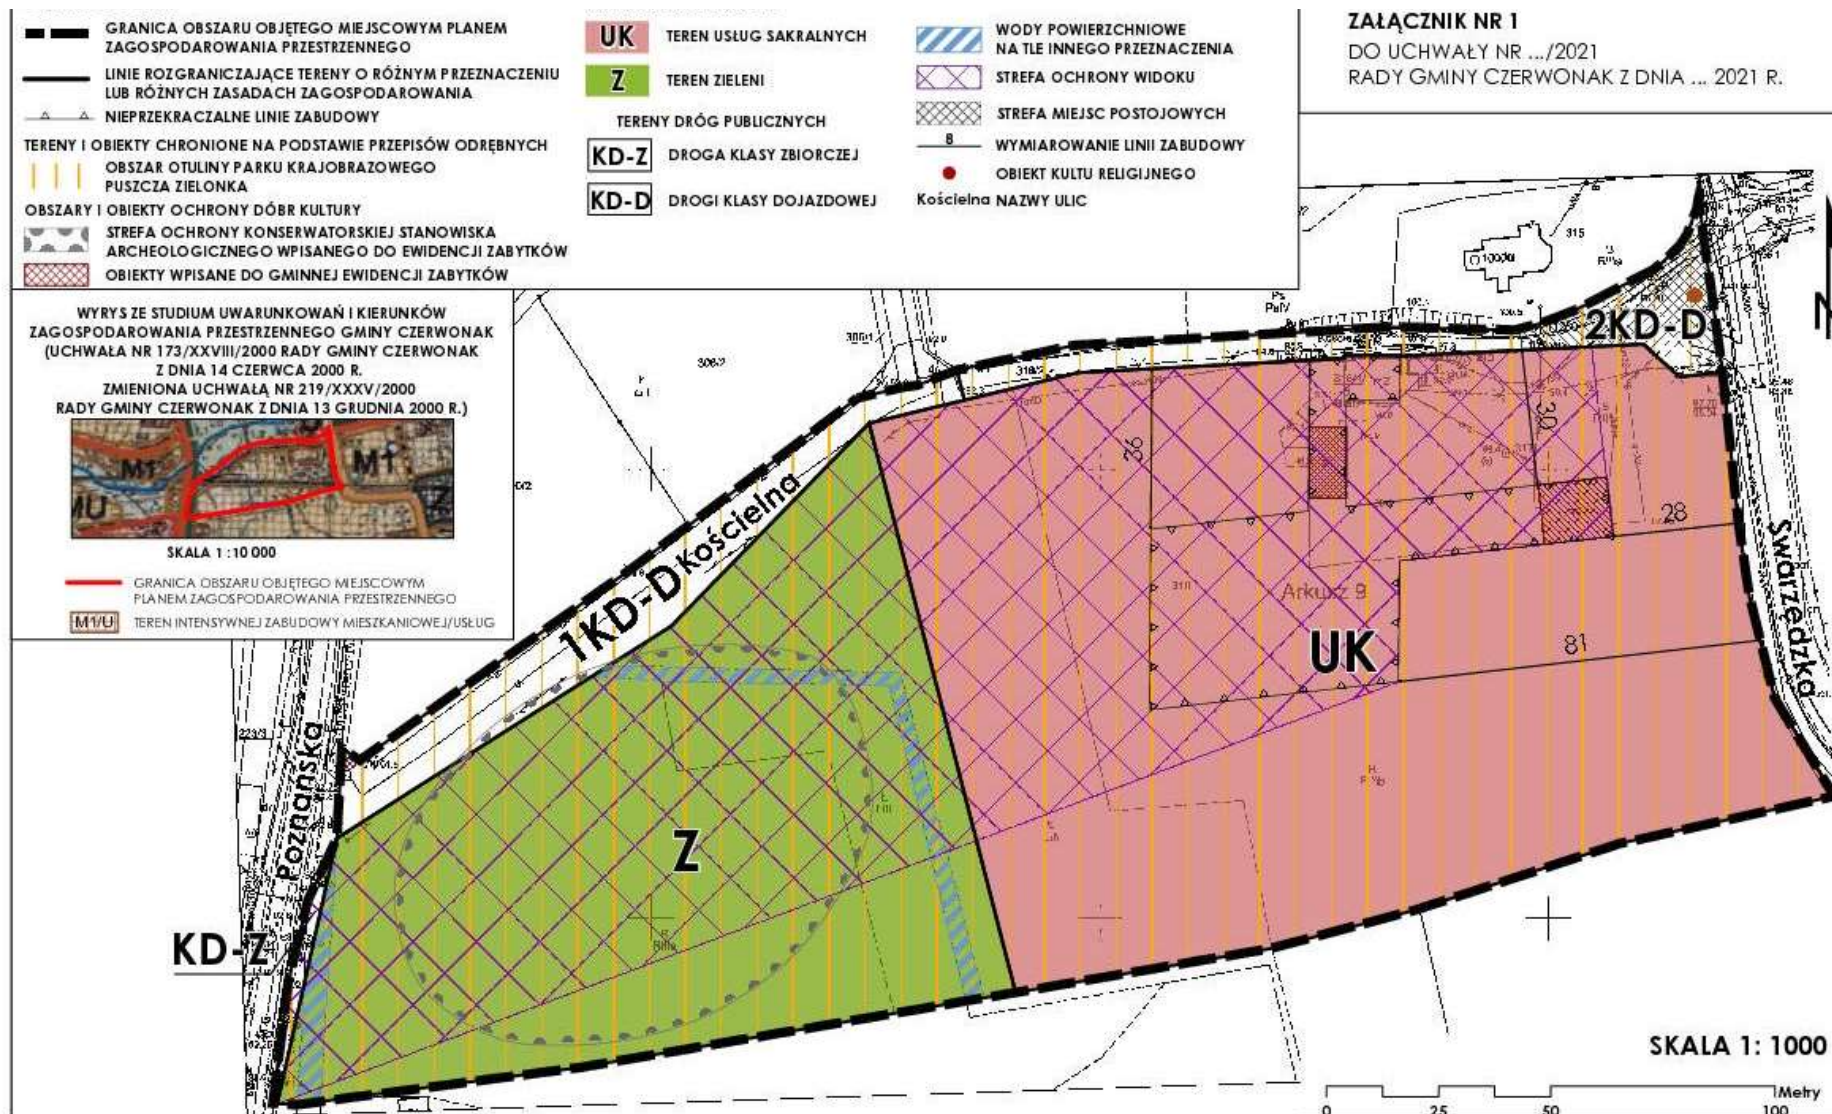 GRANICA OBSZARU OBJĘTEGO MIEJSCOWYM PLANEM
ZAGOSPODAROWANIA PRZESTRZENNEGO
LINIE ROZGRANICZAJĄCE TERENY O RÓŻNYM PRZEZNACZENIU
LUB RÓŻNYCH ZASADACH ZAGOSPODAROWANIA
NIEPRZEKRACZALNE LINIE ZABUDOWY
TERENY I OBIEKTY CHRONIONE NA PODSTAWIE PRZEPISÓW ODRĘBNYCH
OBSZAR OTULINY PARKU KRAJOBRAZOWEGO
PUSZCZA ZIELONKA
OBSZARY I OBIEKTY OCHRONY DÓBR KULTURY
STREFA OCHRONY KONSERWATORSKIEJ STANOWISKA
ARCHEOLOGICZNEGO WPISANEGO DO EWIDENCJI ZABYTKÓW
OBIEKTY WPISANE DO GMINNEJ EWIDENCJI ZABYTKÓW
UK TEREN USŁUG SAKRALNYCH
Z TEREN ZIELENI
TERENY DRÓG PUBLICZNYCH
KD-Z DROGA KLASY ZBIORCZEJ
KD-D DROGI KLASY DOJAZDOWEJ
WODY POWIERZCHNIOWE
NA TLE INNEGO PRZEZNACZENIA
STREFA OCHRONY WIDOKU
STREFA MIEJSC POSTOJOWYCH
8 WYMIAROWANIE LINII ZABUDOWY
OBIEKT KULTU RELIGIJNEGO
Kościelna NAZWY ULIC
ZAŁĄCZNIK NR 1
DO UCHWAŁY NR .../2021
RADY GMINY CZERWONAK Z DNIA ... 2021 R.
WYRYS ZE STUDIUM UWARUNKOWAŃ I KIERUNKÓW
ZAGOSPODAROWANIA PRZESTRZENNEGO GMINY CZERWONAK
(UCHWAŁA NR 173/XXVIII/2000 RADY GMINY CZERWONAK
Z DNIA 14 CZERWCA 2000 R.
ZMIENIONA UCHWAŁĄ NR 219/XXXV/2000
RADY GMINY CZERWONAK Z DNIA 13 GRUDNIA 2000 R.)
M1
M1
MU
SKALA 1 :10 000
GRANICA OBSZARU OBJĘTEGO MIEJSCOWYM
PLANEM ZAGOSPODAROWANIA PRZESTRZENNEGO
M1/U TEREN INTENSYWNEJ ZABUDOWY MIESZKANIOWEJ/USŁUG
315
306/2
2KD-D
36
30
28
Kościelna
1KD-D
Arkusz 9
UK
81
Swarzędzka
Poznańska
Z
KD-Z
SKALA 1: 1000
Metry
0 25 50 100